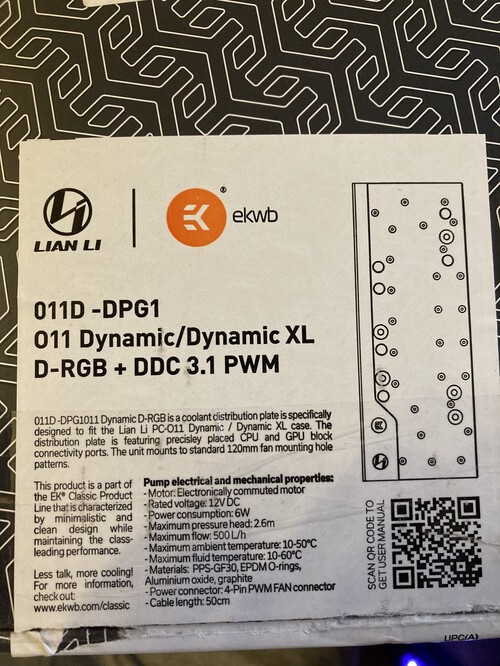 LIAN LI
ekwb
011D -DPG1
011 Dynamic/Dynamic XL
D-RGB + DDC 3.1 PWM
011D -DPG1011 Dynamic D-RGB is a coolant distribution plate is specifically
designed to fit the Lian Li PC-O11 Dynamic / Dynamic XL case. The
distribution plate is featuring precisley placed CPU and GPU block
connectivity ports. The unit mounts to standard 120mm fan mounting hole
patterns.
This product is a part of
the EK® Classic Product
Line that is characterized
by minimalistic and
clean design while
maintaining the class-
leading performance.
Less talk, more cooling!
For more information,
check out:
www.ekwb.com/classic
Pump electrical and mechanical properties:
- Motor: Electronically commuted motor
- Rated voltage: 12V DC
- Power consumption: 6W
- Maximum pressure head: 2.6m
- Maximum flow: 500 L/h
- Maximum ambient temperature: 10-50°C
- Maximum fluid temperature: 10-60°C
- Materials: PPS-GF30, EPDM O-rings,
Aluminium oxide, graphite
- Power connector: 4-Pin PWM FAN connector
- Cable length: 50cm
SCAN OR CODE TO
GET USER MANUAL
UPC(A)